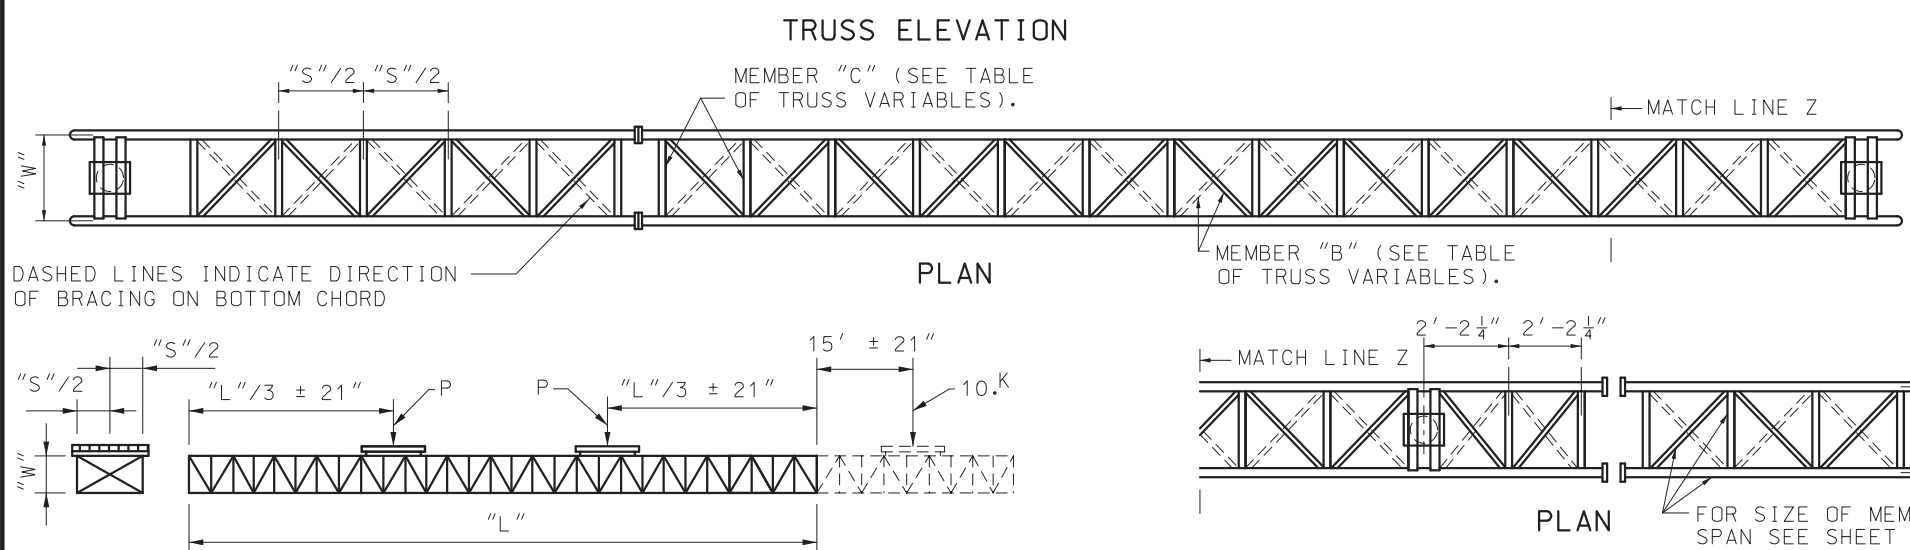 TRUSS ELEVATION
"S"/2 "S"/2
MEMBER "C" (SEE TABLE
OF TRUSS VARIABLES).
MATCH LINE Z
"W"
DASHED LINES INDICATE DIRECTION
OF BRACING ON BOTTOM CHORD
PLAN
MEMBER "B" (SEE TABLE
OF TRUSS VARIABLES).
"S"/2
"S"/2
"W"
"L"/3 ± 21"
P
P
"L"/3 ± 21"
15' ± 21"
10.K
"L"
MATCH LINE Z
2'-2 1/4" 2'-2 1/4"
PLAN
FOR SIZE OF MEM
SPAN SEE SHEET